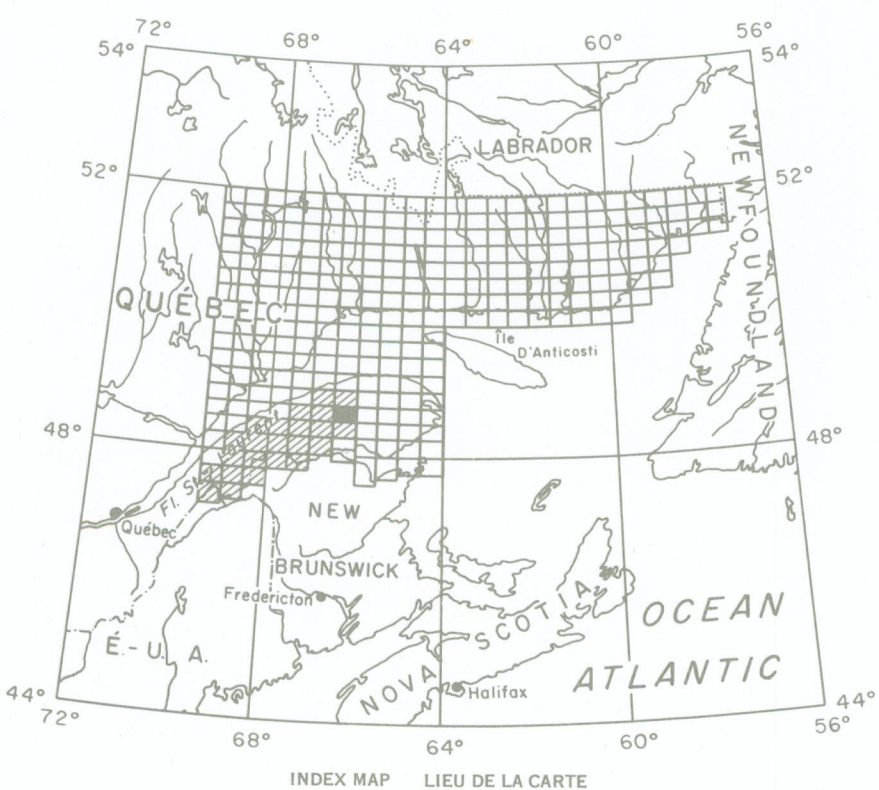 72°
68°
64°
60°
56°
54°
54°
LABRADOR
52°
52°
NEWFOUNDLAND
QUÉBEC
Île
D'Anticosti
48°
48°
Fl. St-Laurent
Québec
NEW
BRUNSWICK
Fredericton
É.-U. A.
NOVA SCOTIA
Halifax
OCEAN
ATLANTIC
44°
44°
72°
68°
64°
60°
56°
INDEX MAP LIEU DE LA CARTE